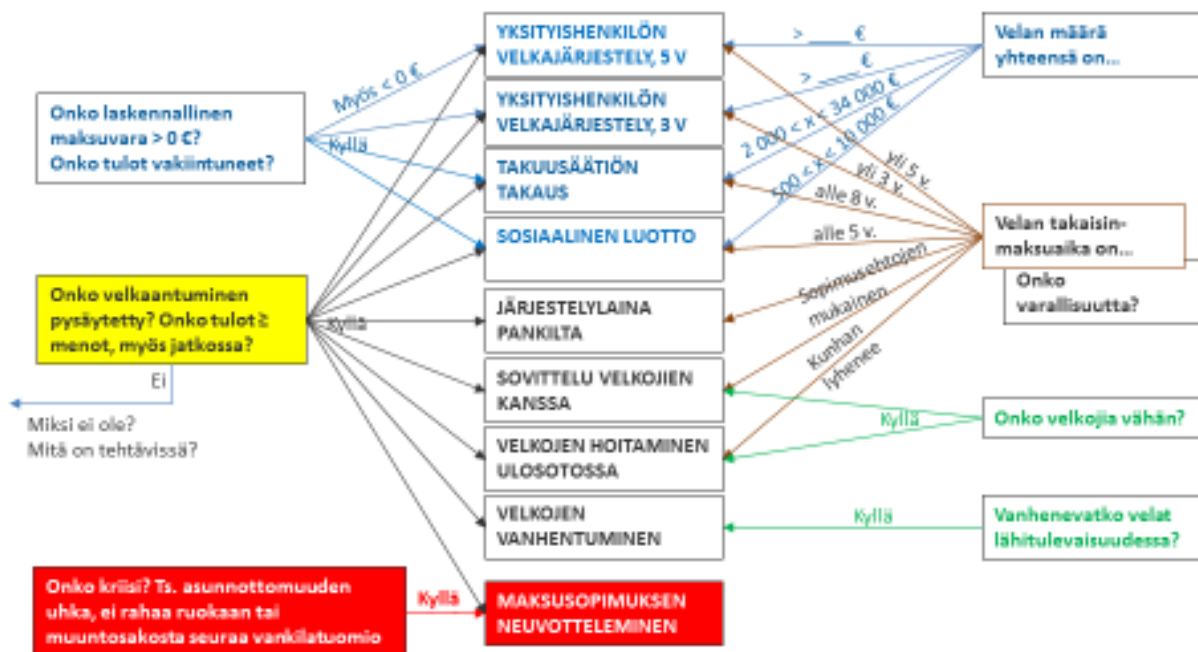 YKSITYISHENKILÖN
VELKAJÄRJESTELY, 5 V
YKSITYISHENKILÖN
VELKAJÄRJESTELY, 3 V
TAKUUSÄÄTIÖN
TAKAUS
SOSIAALINEN LUOTTO
JÄRJESTELYLAINA
PANKILTA
SOVITTELU VELKOJIEN
KANSSA
VELKOJEN HOITAMINEN
ULOSOTOSSA
VELKOJEN
VANHENTUMINEN
MAKSUSOPIMUKSEN
NEUVOTTELEMINEN
Onko laskennallinen
maksuvara > 0 €?
Onko tulot vakiintuneet?
Myös < 0 €
Kyllä
Onko velkaantuminen
pysäytetty? Onko tulot ≥
menot, myös jatkossa?
Kyllä
Ei
Miksi ei ole?
Mitä on tehtävissä?
Onko kriisi? Ts. asunnottomuuden
uhka, ei rahaa ruokaan tai
muuntosakosta seuraa vankilatuomio
Kyllä
Velan määrä
yhteensä on...
> ____ €
> ____ €
2 000 < x < 34 000 €
500 < x < 10 000 €
Velan takaisin-
maksuaika on...
yli 5 v.
yli 3 v.
alle 8 v.
alle 5 v.
Sopimusehtojen
mukainen
Kunhan
lyhenee
Onko
varallisuutta?
Onko velkojia vähän?
Kyllä
Vanhenevatko velat
lähitulevaisuudessa?
Kyllä